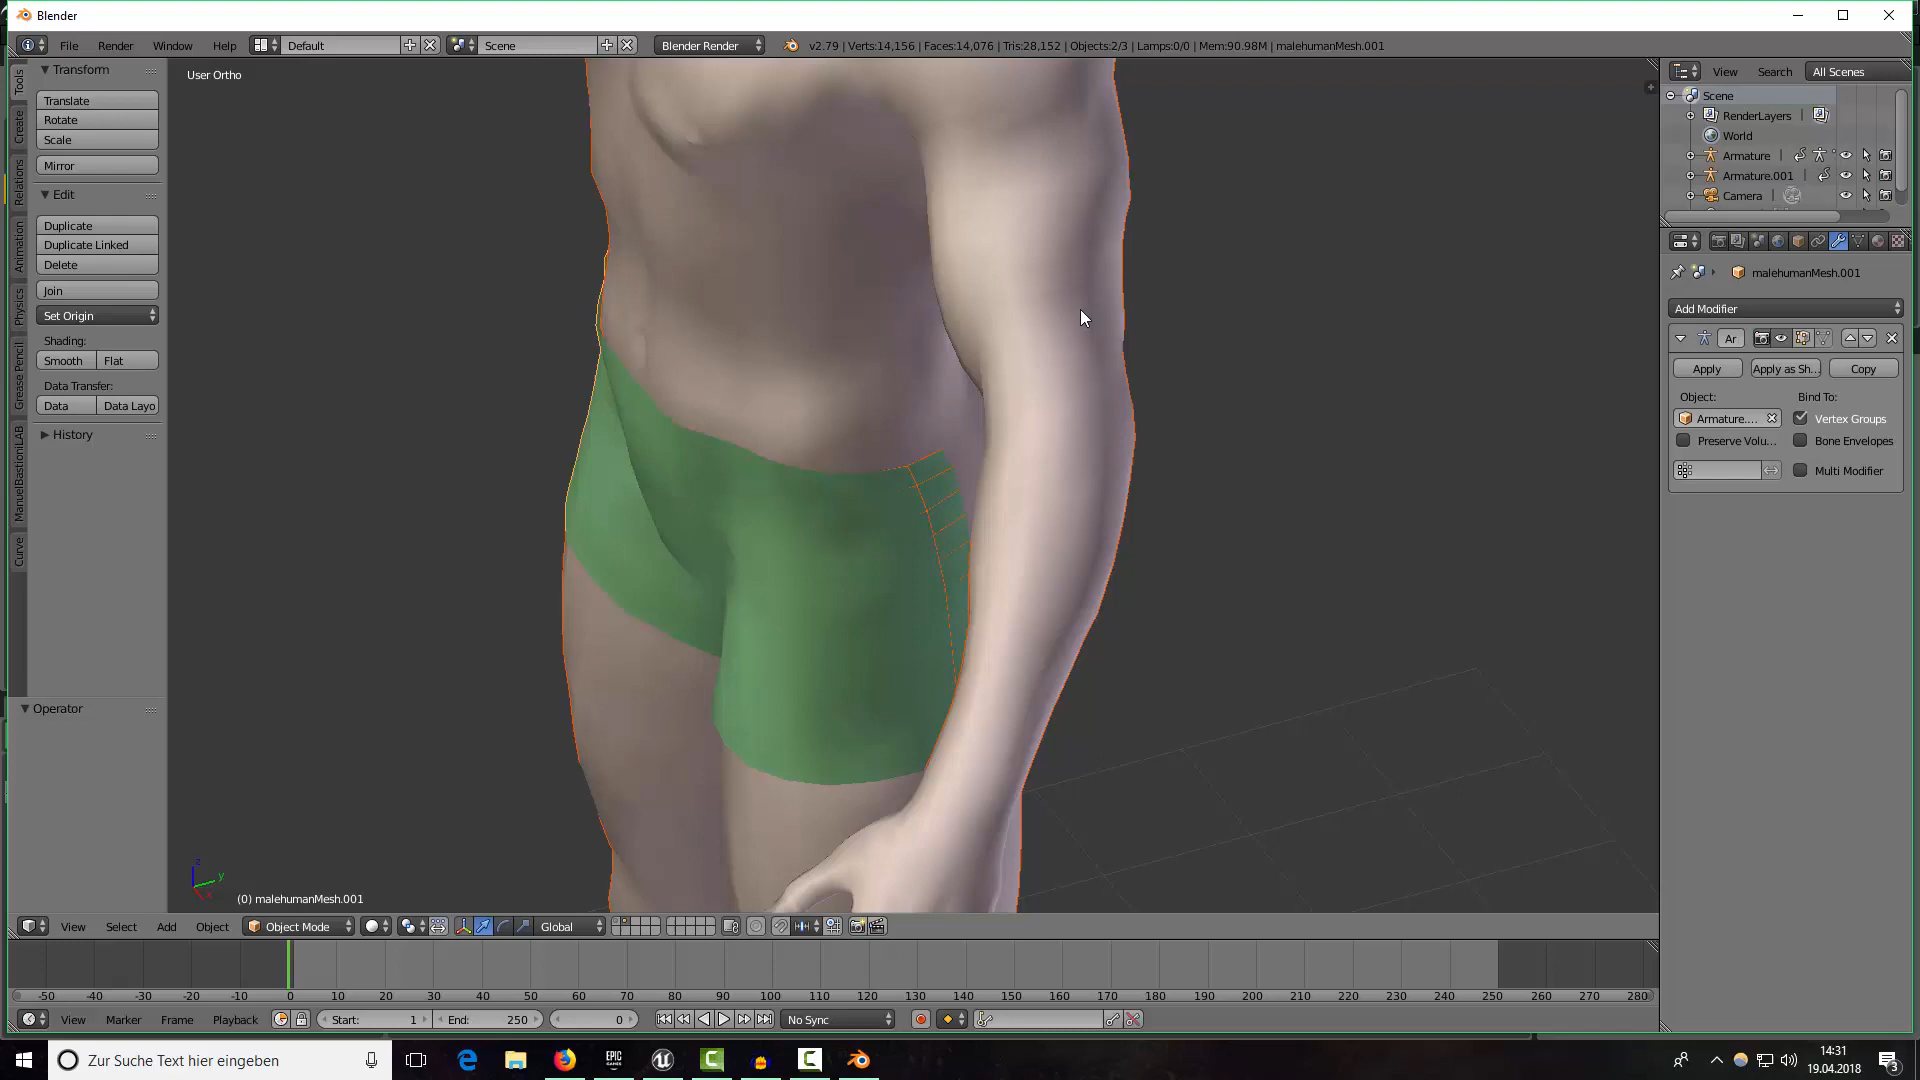 Blender
File Render Window Help Default Scene Blender Render v2.79 | Verts:14,156 | Faces:14,076 | Tris:28,152 | Objects:2/3 | Lamps:0/0 | Mem:90.98M | malehumanMesh.001
Tools
Create
Relations
Animation
Physics
Grease Pencil
ManuelBastioniLAB
Curve
Transform
Translate
Rotate
Scale
Mirror
Edit
Duplicate
Duplicate Linked
Delete
Join
Set Origin
Shading:
Smooth Flat
Data Transfer:
Data Data Layo
History
Operator
User Ortho
z
y
x
(0) malehumanMesh.001
View Search All Scenes
Scene
RenderLayers |
World
Armature |
Armature.001
Camera |
malehumanMesh.001
Add Modifier
Ar
Apply Apply as Sh... Copy
Object: Bind To:
Armature.... Vertex Groups
Preserve Volu... Bone Envelopes
Multi Modifier
View Select Add Object Object Mode Global
-50 -40 -30 -20 -10 0 10 20 30 40 50 60 70 80 90 100 110 120 130 140 150 160 170 180 190 200 210 220 230 240 250 260 270 280
View Marker Frame Playback Start: 1 End: 250 0 No Sync
Zur Suche Text hier eingeben
EPIC GAMES
14:31
19.04.2018
3